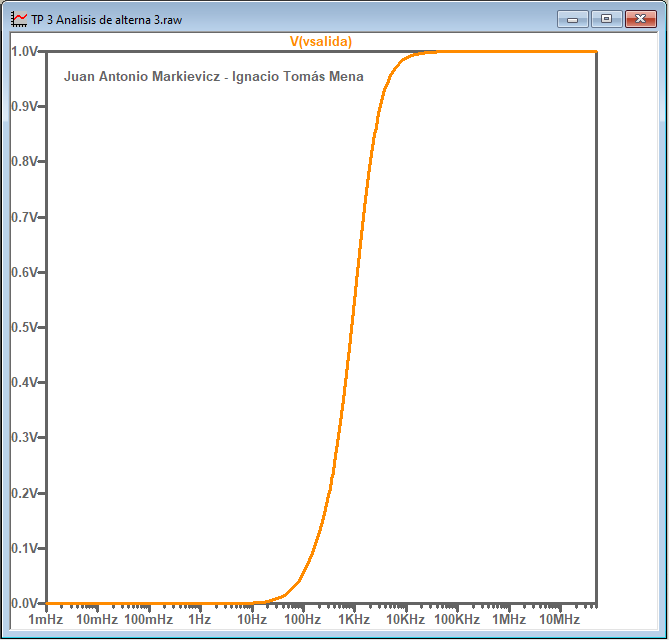 TP 3 Analisis de alterna 3.raw
V(vsalida)
1.0V
Juan Antonio Markievicz - Ignacio Tomás Mena
0.9V
0.8V
0.7V
0.6V
0.5V
0.4V
0.3V
0.2V
0.1V
0.0V
1mHz 10mHz 100mHz 1Hz 10Hz 100Hz 1KHz 10KHz 100KHz 1MHz 10MHz